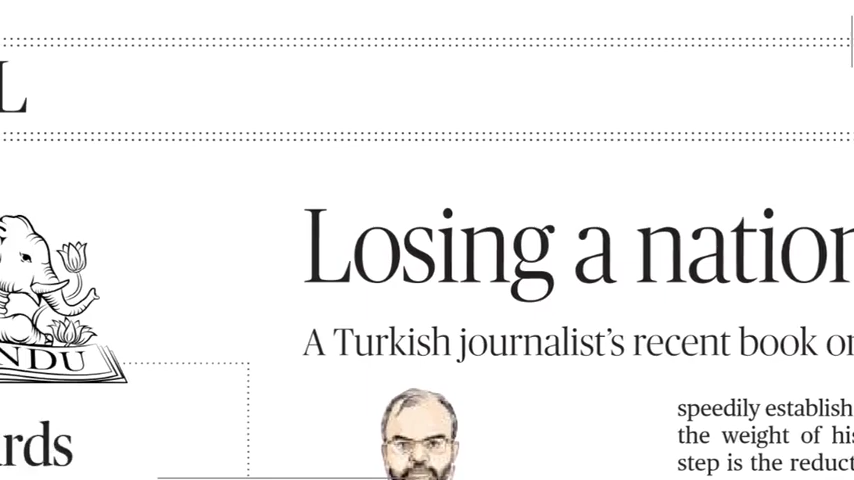 L
Losing a nation
A Turkish journalist's recent book on
NDU
rds
speedily establish
the weight of his
step is the reduct